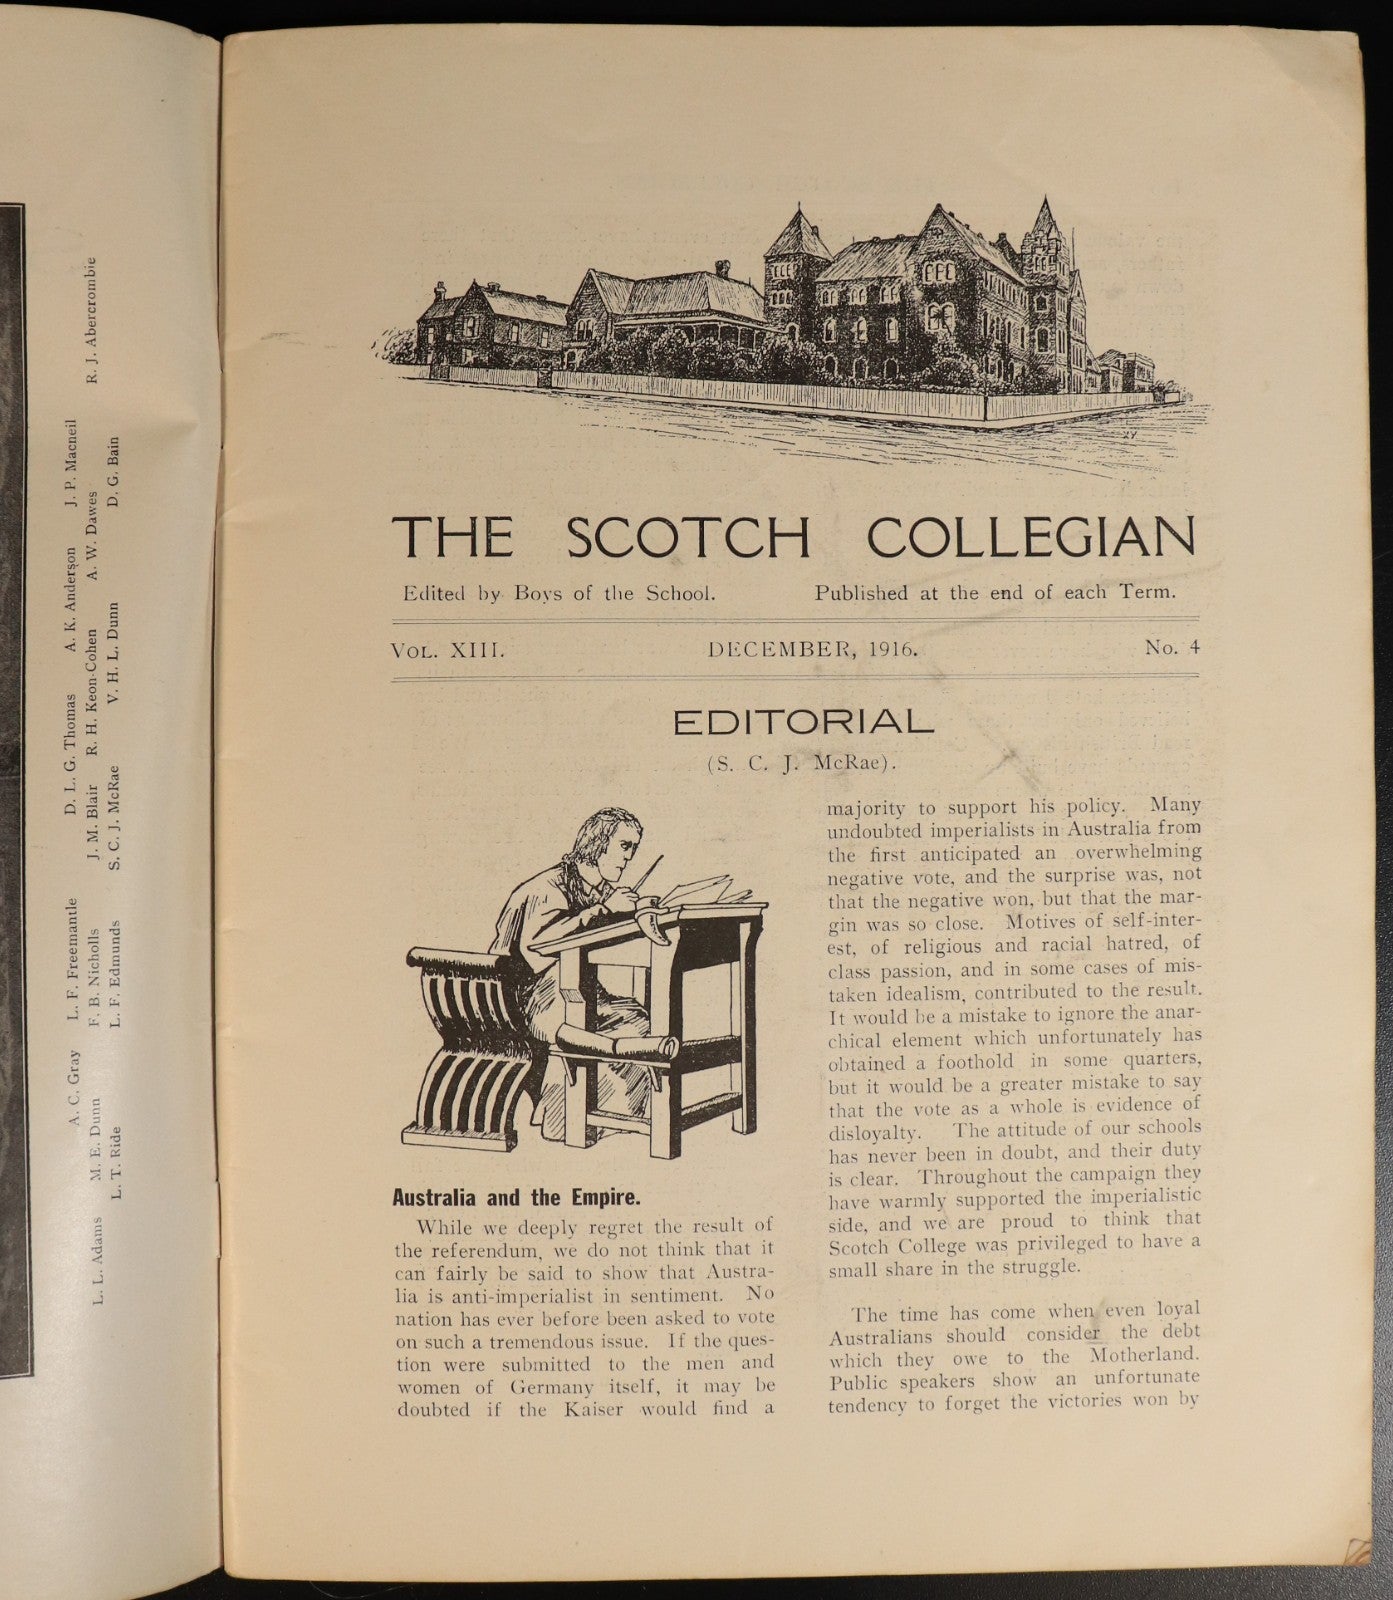 L. L. Adams M. E. Dunn A. C. Gray L. F. Freemantle D. L. G. Thomas A. K. Anderson J. P. Macneil R. J. Abercrombie
L. T. Ride F. B. Nicholls J. M. Blair R. H. Keon-Cohen A. W. Dawes
L. F. Edmunds S. C. J. McRae V. H. L. Dunn D. G. Bain
THE SCOTCH COLLEGIAN
Edited by Boys of the School. Published at the end of each Term.
VOL. XIII. DECEMBER, 1916. No. 4
EDITORIAL
(S. C. J. McRae).
Australia and the Empire.
While we deeply regret the result of
the referendum, we do not think that it
can fairly be said to show that Austra-
lia is anti-imperialist in sentiment. No
nation has ever before been asked to vote
on such a tremendous issue. If the ques-
tion were submitted to the men and
women of Germany itself, it may be
doubted if the Kaiser would find a
majority to support his policy. Many
undoubted imperialists in Australia from
the first anticipated an overwhelming
negative vote, and the surprise was, not
that the negative won, but that the mar-
gin was so close. Motives of self-inter-
est, of religious and racial hatred, of
class passion, and in some cases of mis-
taken idealism, contributed to the result.
It would be a mistake to ignore the anar-
chical element which unfortunately has
obtained a foothold in some quarters,
but it would be a greater mistake to say
that the vote as a whole is evidence of
disloyalty. The attitude of our schools
has never been in doubt, and their duty
is clear. Throughout the campaign they
have warmly supported the imperialistic
side, and we are proud to think that
Scotch College was privileged to have a
small share in the struggle.
The time has come when even loyal
Australians should consider the debt
which they owe to the Motherland.
Public speakers show an unfortunate
tendency to forget the victories won by